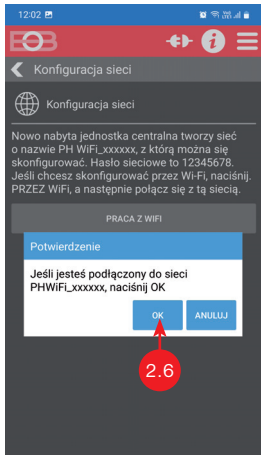 12:02
EOB
Konfiguracja sieci
Konfiguracja sieci
Nowo nabyta jednostka centralna tworzy sieć
o nazwie PH WiFi_xxxxxx, z którą można się
skonfigurować. Hasło sieciowe to 12345678.
Jeśli chcesz skonfigurować przez Wi-Fi, naciśnij.
PRZEZ WiFi, a następnie połącz się z tą siecią.
PRACA Z WIFI
Potwierdzenie
Jeśli jesteś podłączony do sieci
PHWiFi_xxxxxx, naciśnij OK
OK ANULUJ
2.6